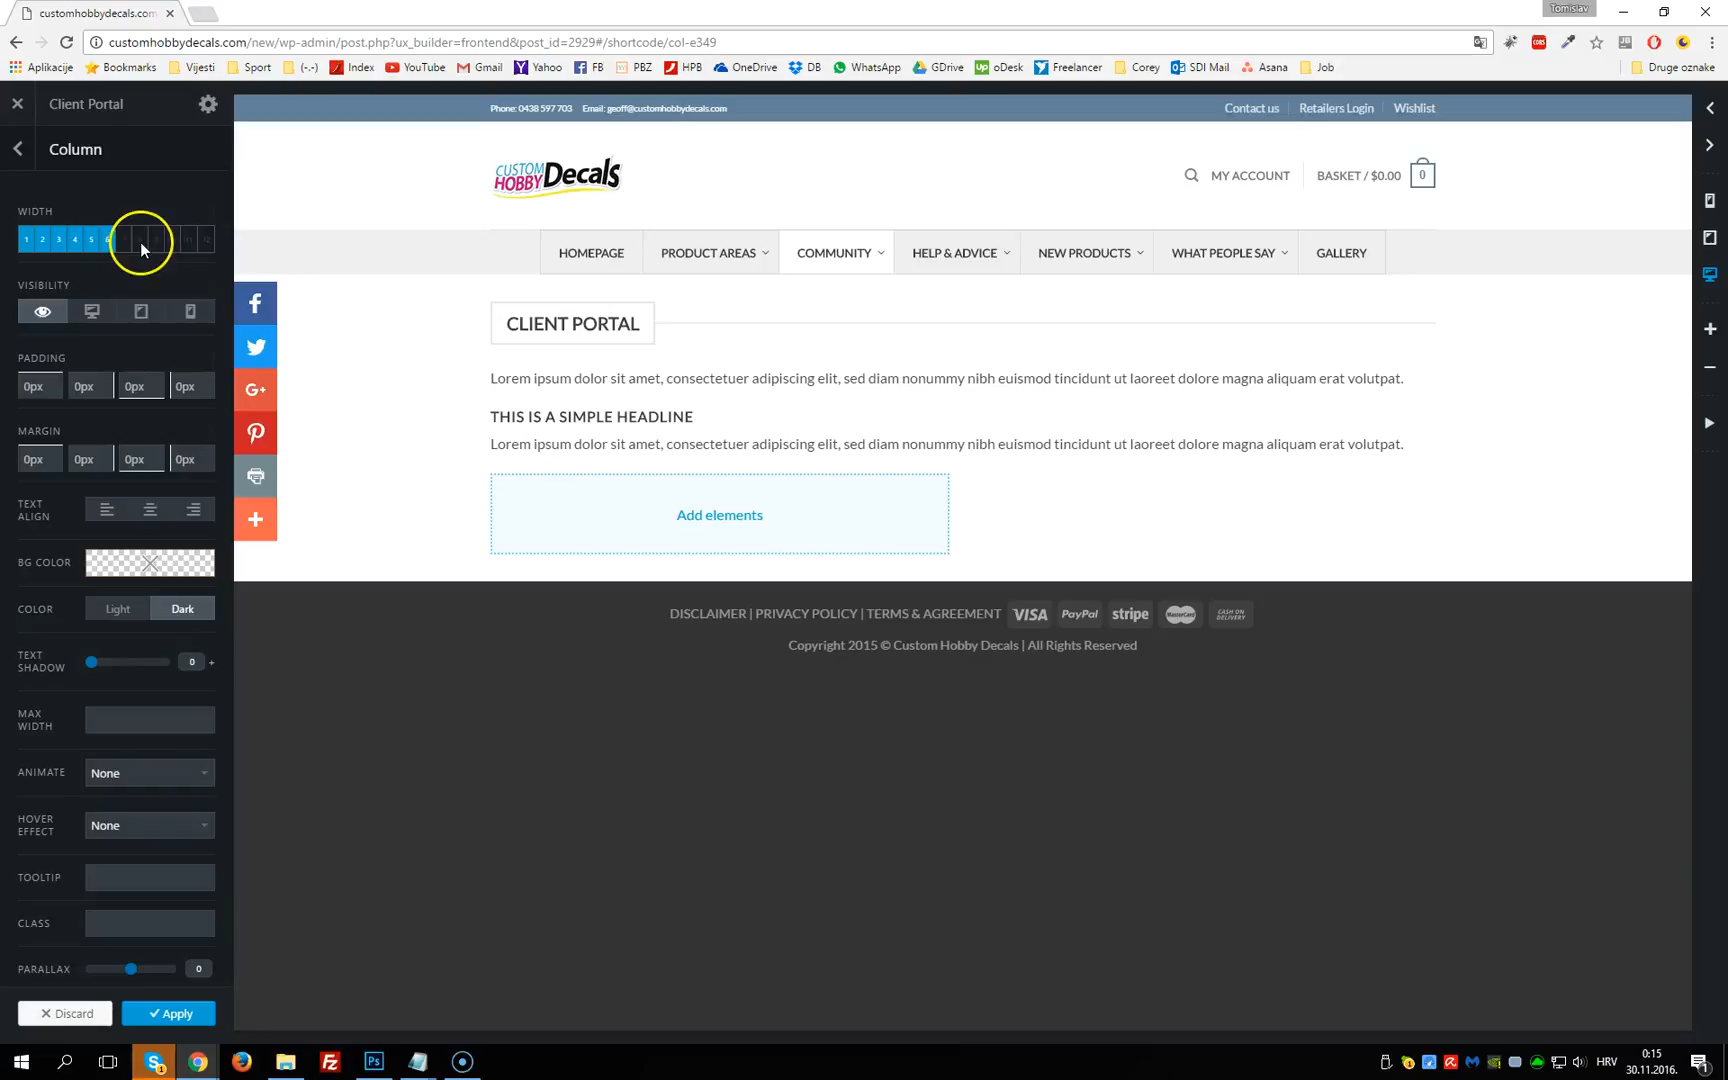 customhobbydecals.com
Tomislav
customhobbydecals.com/new/wp-admin/post.php?ux_builder=frontend&post_id=2929#/shortcode/col-e349
Aplikacije Bookmarks Vijesti Sport (-.-) Index YouTube Gmail Yahoo FB PBZ HPB OneDrive DB WhatsApp GDrive oDesk Freelancer Corey SDI Mail Asana Job Druge oznake
Client Portal
Column
WIDTH
1 2 3 4 5 6
VISIBILITY
PADDING
0px 0px 0px 0px
MARGIN
0px 0px 0px 0px
TEXT
ALIGN
BG COLOR
COLOR Light Dark
TEXT
SHADOW 0 +
MAX
WIDTH
ANIMATE None
HOVER
EFFECT None
TOOLTIP
CLASS
PARALLAX 0
Discard Apply
Phone: 0438 597 703 Email: geoff@customhobbydecals.com
Contact us Retailers Login Wishlist
CUSTOM
HOBBY Decals
MY ACCOUNT BASKET / $0.00 0
HOMEPAGE PRODUCT AREAS COMMUNITY HELP & ADVICE NEW PRODUCTS WHAT PEOPLE SAY GALLERY
CLIENT PORTAL
Lorem ipsum dolor sit amet, consectetuer adipiscing elit, sed diam nonummy nibh euismod tincidunt ut laoreet dolore magna aliquam erat volutpat.
THIS IS A SIMPLE HEADLINE
Lorem ipsum dolor sit amet, consectetuer adipiscing elit, sed diam nonummy nibh euismod tincidunt ut laoreet dolore magna aliquam erat volutpat.
Add elements
DISCLAIMER | PRIVACY POLICY | TERMS & AGREEMENT VISA PayPal stripe MasterCard CASH ON DELIVERY
Copyright 2015 © Custom Hobby Decals | All Rights Reserved
HRV
0:15
30.11.2016.